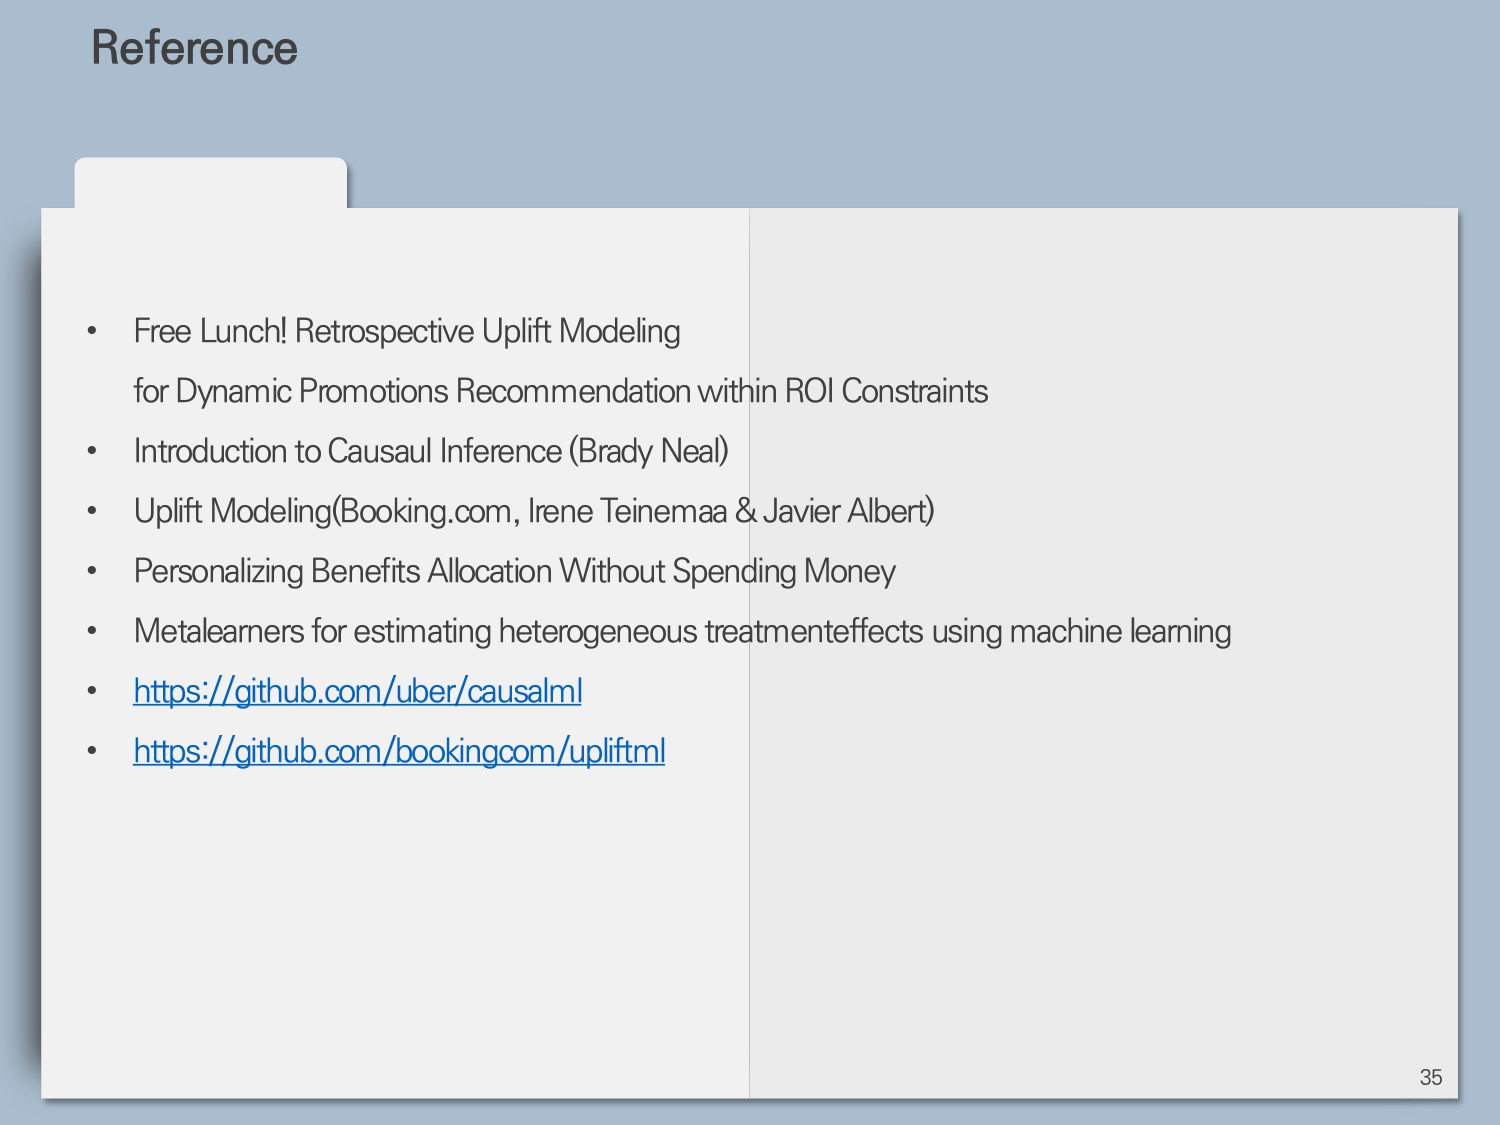 Reference
• Free Lunch! Retrospective Uplift Modeling
for Dynamic Promotions Recommendation within ROI Constraints
• Introduction to Causaul Inference (Brady Neal)
• Uplift Modeling(Booking.com, Irene Teinemaa & Javier Albert)
• Personalizing Benefits Allocation Without Spending Money
• Metalearners for estimating heterogeneous treatmenteffects using machine learning
• https://github.com/uber/causalml
• https://github.com/bookingcom/upliftml
35